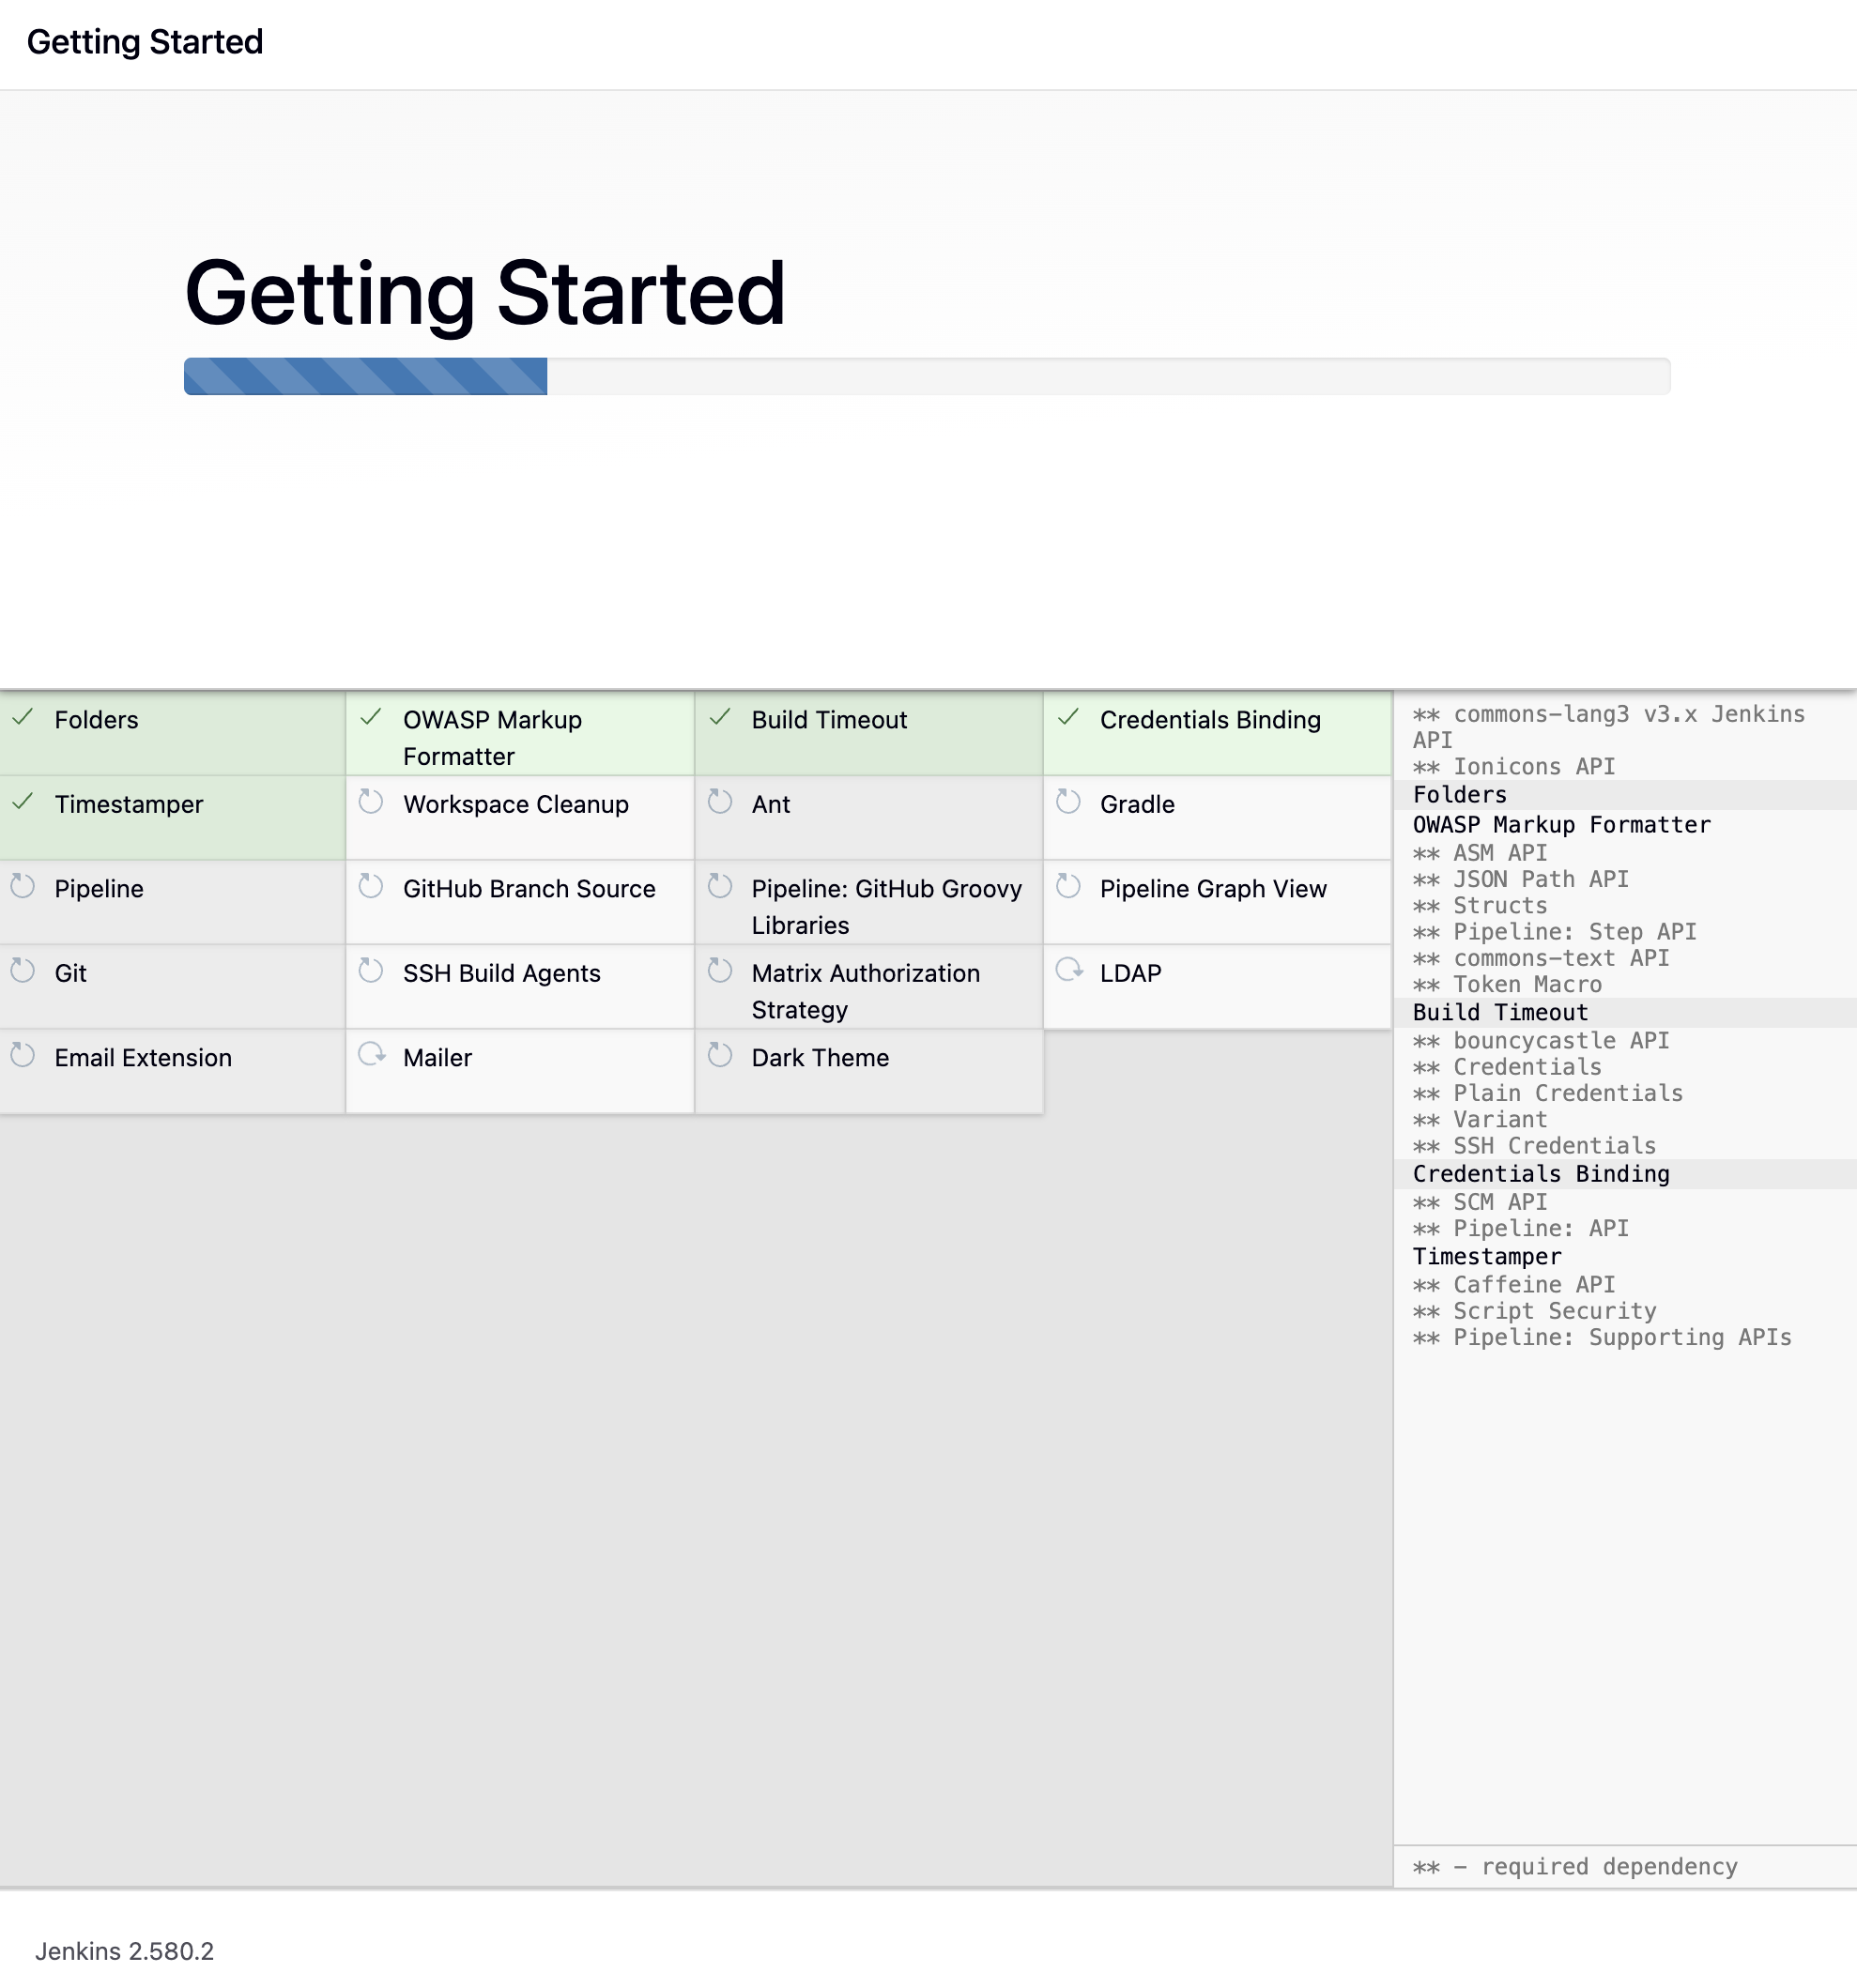 Getting Started
Getting Started
Folders
OWASP Markup
Formatter
Build Timeout
Credentials Binding
Timestamper
Workspace Cleanup
Ant
Gradle
Pipeline
GitHub Branch Source
Pipeline: GitHub Groovy
Libraries
Pipeline Graph View
Git
SSH Build Agents
Matrix Authorization
Strategy
LDAP
Email Extension
Mailer
Dark Theme
** commons-lang3 v3.x Jenkins
API
** Ionicons API
Folders
OWASP Markup Formatter
** ASM API
** JSON Path API
** Structs
** Pipeline: Step API
** commons-text API
** Token Macro
Build Timeout
** bouncycastle API
** Credentials
** Plain Credentials
** Variant
** SSH Credentials
Credentials Binding
** SCM API
** Pipeline: API
Timestamper
** Caffeine API
** Script Security
** Pipeline: Supporting APIs
** - required dependency
Jenkins 2.580.2